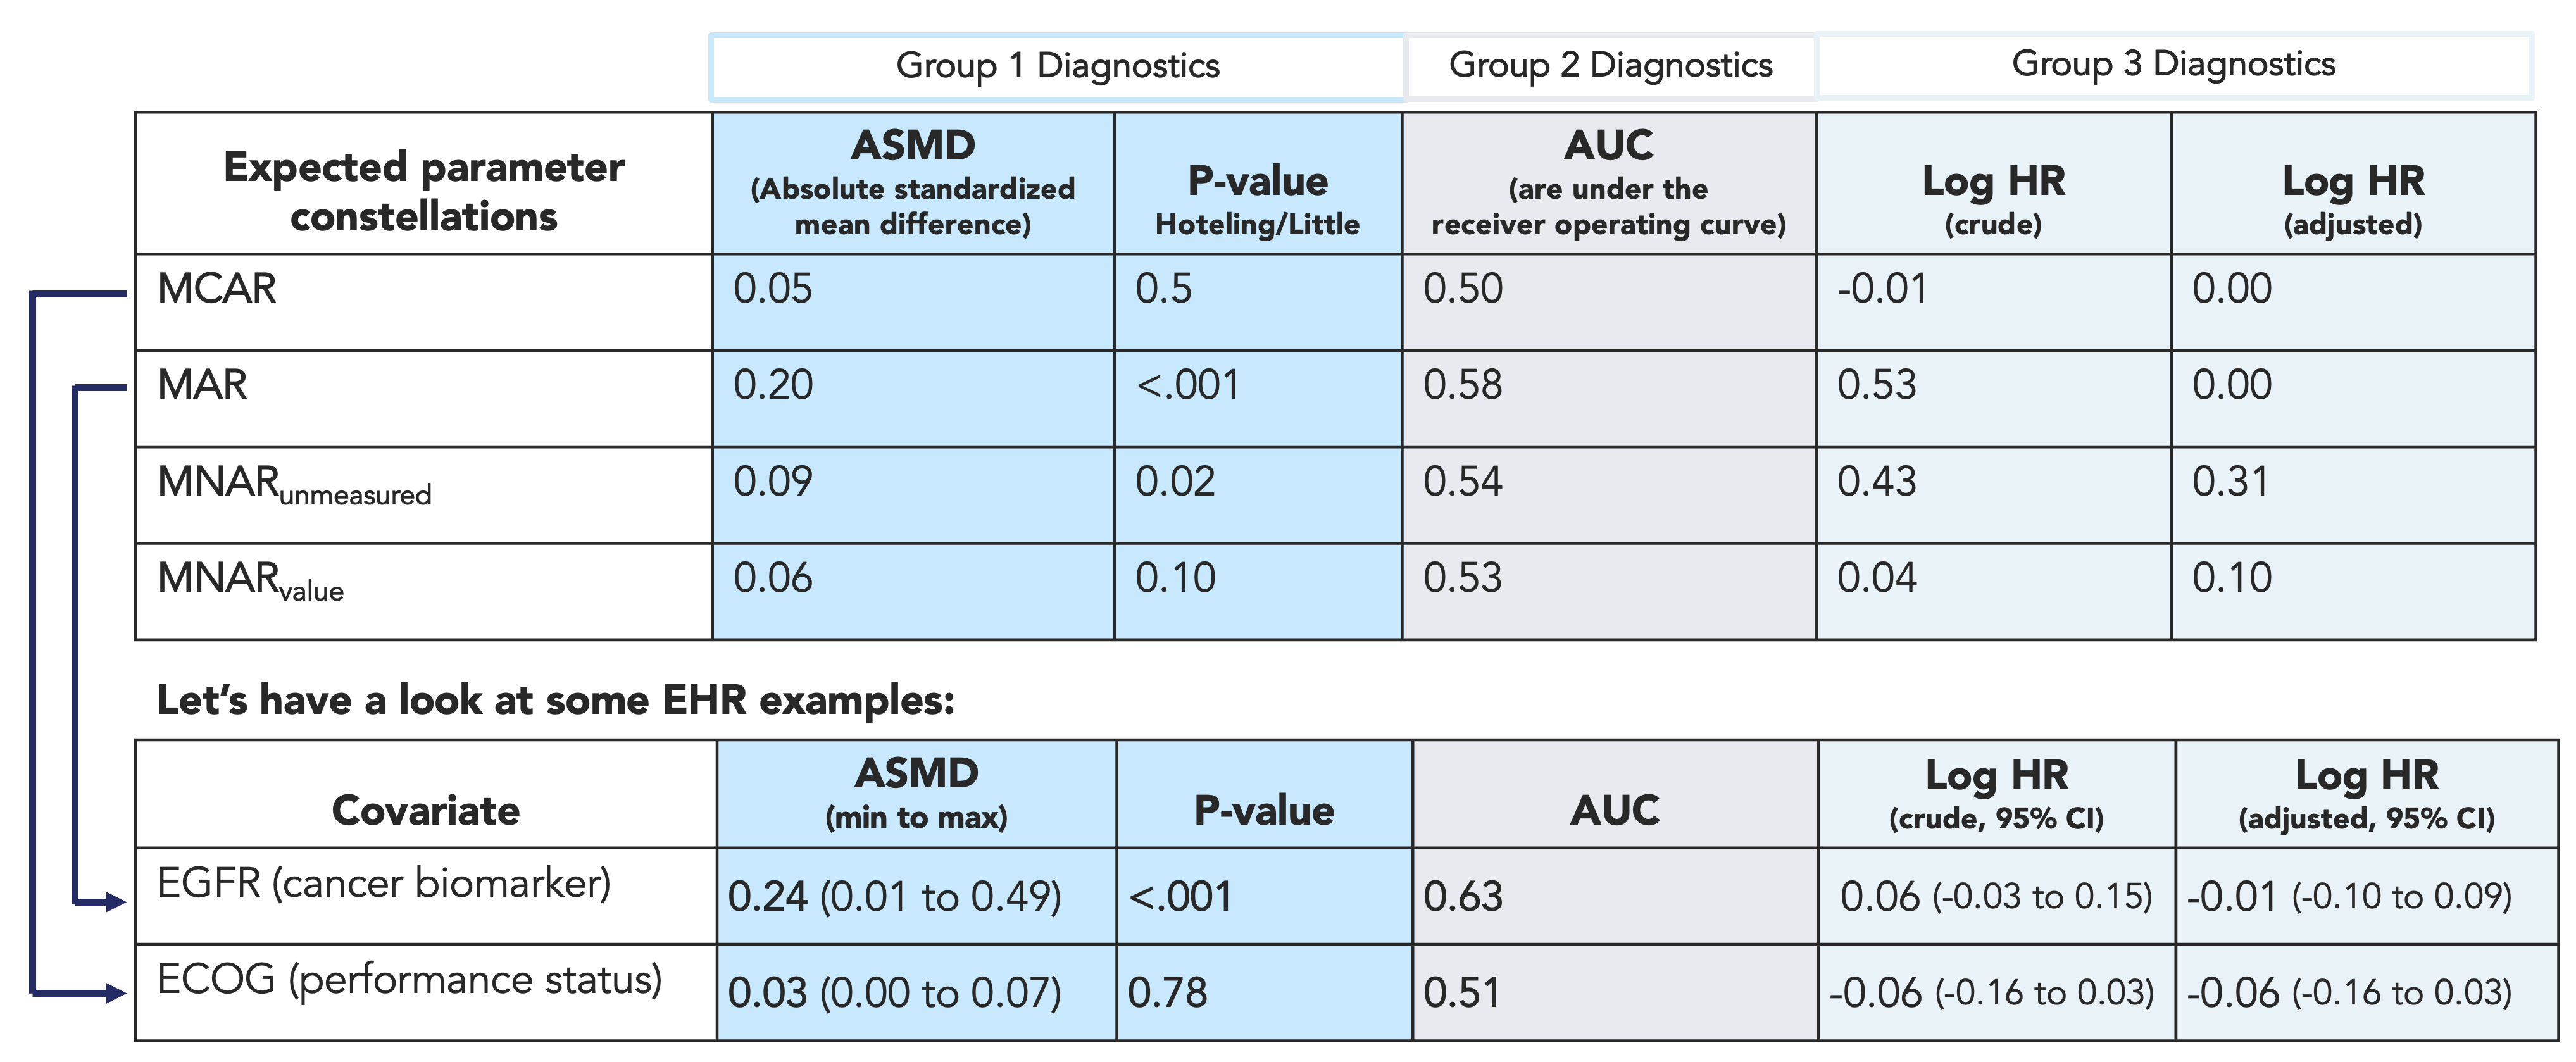 Group 1 Diagnostics Group 2 Diagnostics Group 3 Diagnostics
Expected parameter constellations ASMD (Absolute standardized mean difference) P-value Hoteling/Little AUC (are under the receiver operating curve) Log HR (crude) Log HR (adjusted)
MCAR 0.05 0.5 0.50 -0.01 0.00
MAR 0.20 <.001 0.58 0.53 0.00
MNARunmeasured 0.09 0.02 0.54 0.43 0.31
MNARvalue 0.06 0.10 0.53 0.04 0.10
Let's have a look at some EHR examples:
Covariate ASMD (min to max) P-value AUC Log HR (crude, 95% CI) Log HR (adjusted, 95% CI)
EGFR (cancer biomarker) 0.24 (0.01 to 0.49) <.001 0.63 0.06 (-0.03 to 0.15) -0.01 (-0.10 to 0.09)
ECOG (performance status) 0.03 (0.00 to 0.07) 0.78 0.51 -0.06 (-0.16 to 0.03) -0.06 (-0.16 to 0.03)